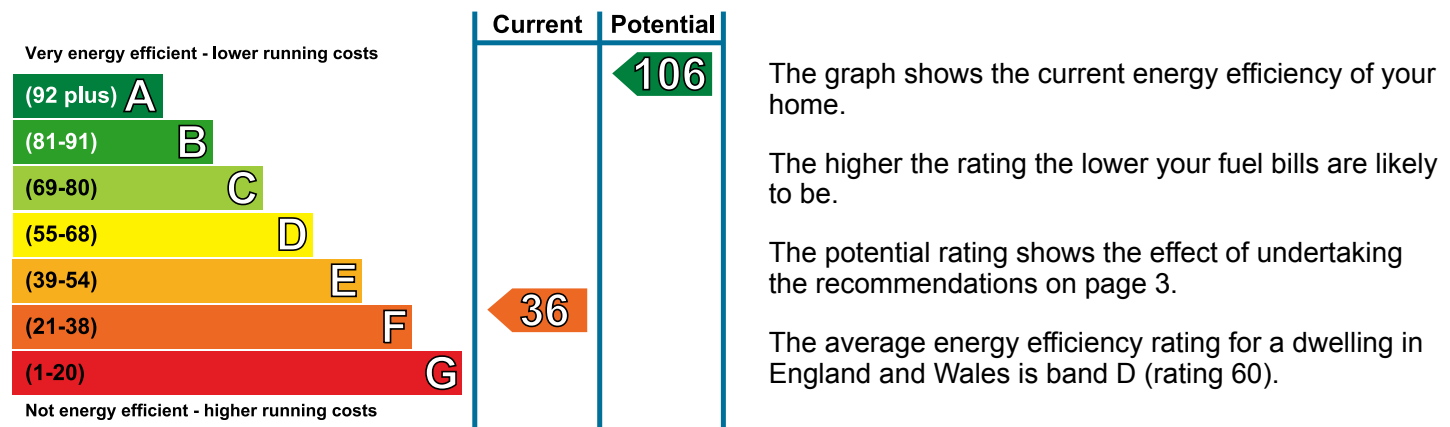 Current Potential
Very energy efficient - lower running costs
(92 plus) A
(81-91) B
(69-80) C
(55-68) D
(39-54) E
(21-38) F
(1-20) G
Not energy efficient - higher running costs
106
36
The graph shows the current energy efficiency of your
home.
The higher the rating the lower your fuel bills are likely
to be.
The potential rating shows the effect of undertaking
the recommendations on page 3.
The average energy efficiency rating for a dwelling in
England and Wales is band D (rating 60).